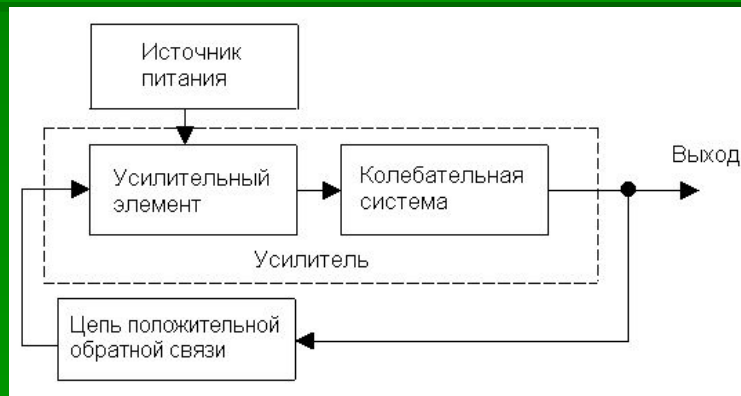 Источник
питания
Усилительный
элемент
Колебательная
система
Выход
Усилитель
Цепь положительной
обратной связи